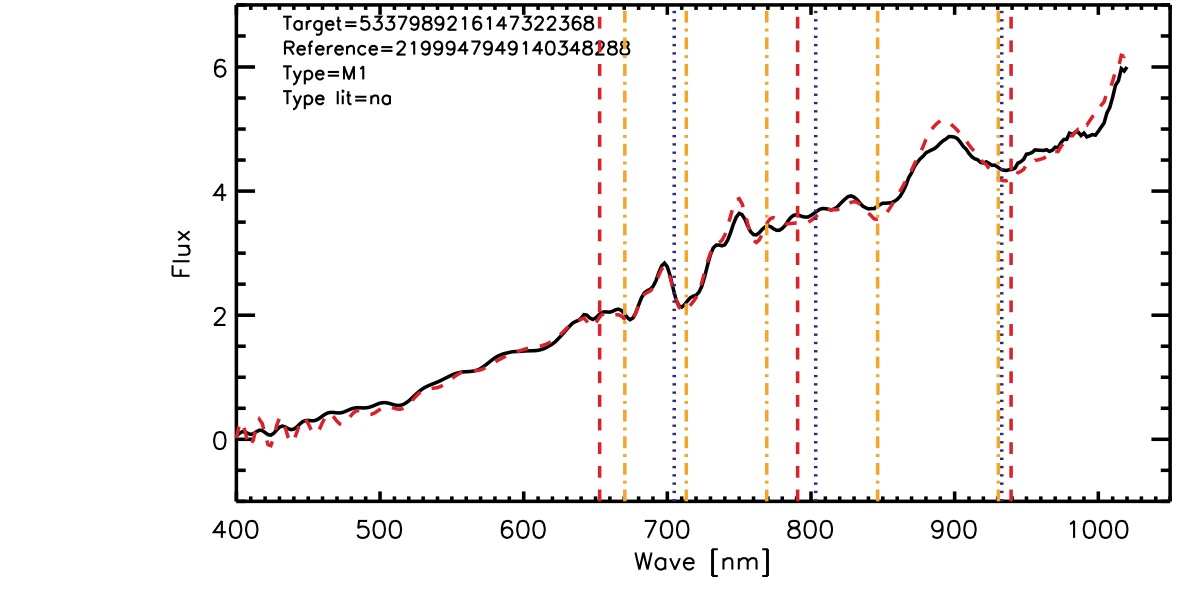 Target=5337989216147322368
Reference=2199947949140348288
Type=M1
Type lit=na
6
4
2
0
Flux
400 500 600 700 800 900 1000
Wave [nm]